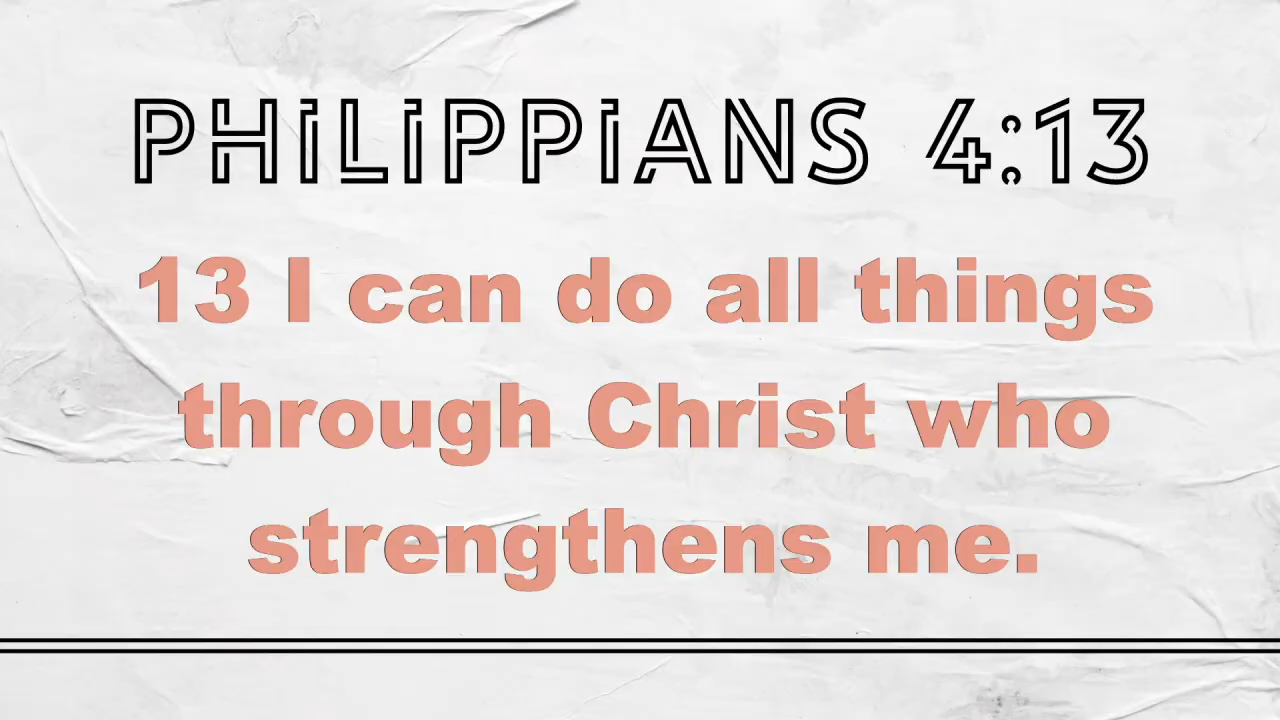 PHILIPPIANS 4:13
13 I can do all things
through Christ who
strengthens me.